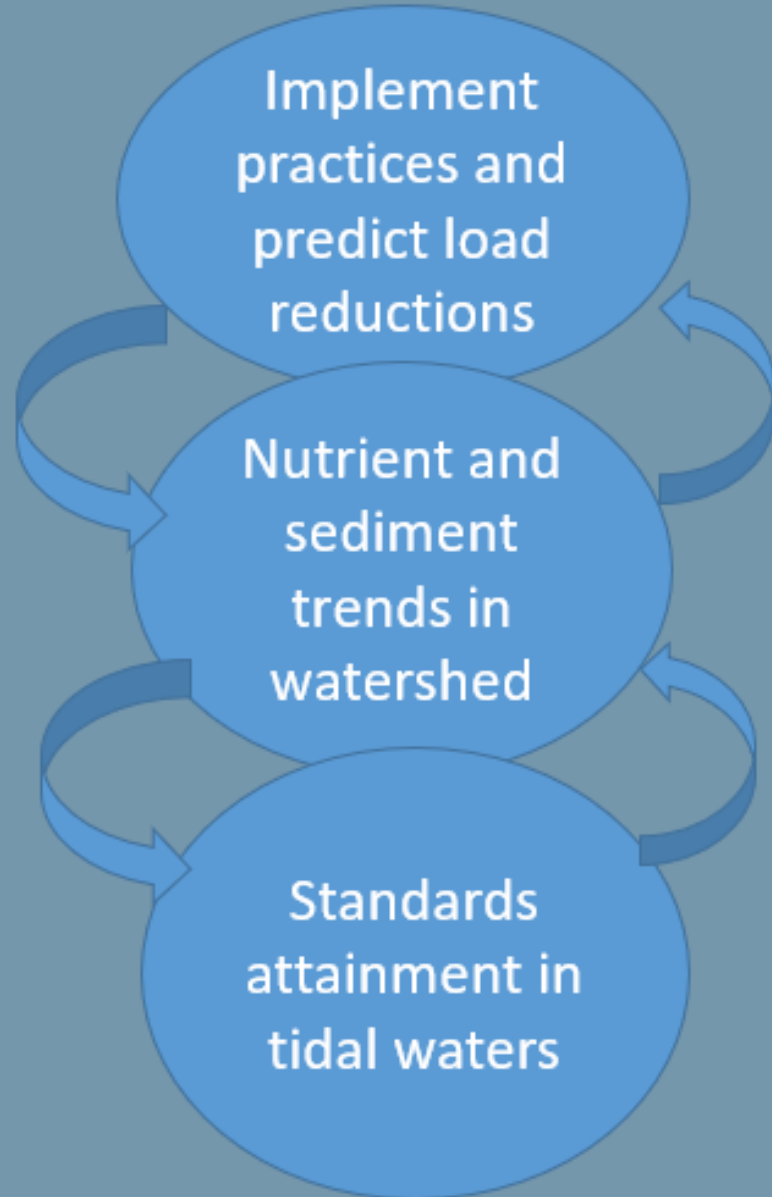 Implement
practices and
predict load
reductions
Nutrient and
sediment
trends in
watershed
Standards
attainment in
tidal waters